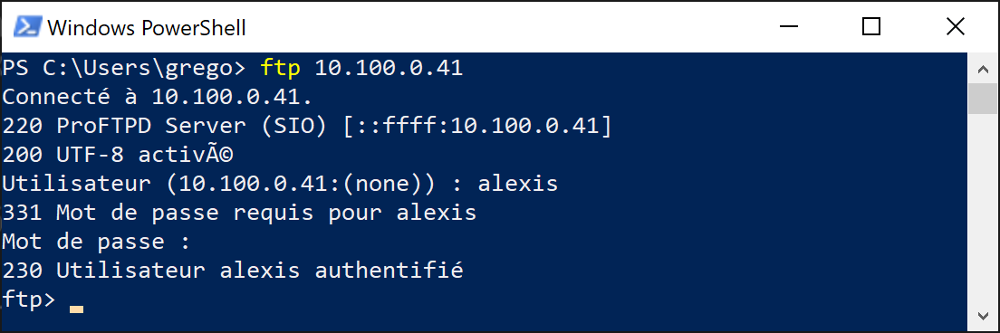 Windows PowerShell
PS C:\Users\grego> ftp 10.100.0.41
Connecté à 10.100.0.41.
220 ProFTPD Server (SIO) [::ffff:10.100.0.41]
200 UTF-8 activÃ©
Utilisateur (10.100.0.41:(none)) : alexis
331 Mot de passe requis pour alexis
Mot de passe :
230 Utilisateur alexis authentifié
ftp>